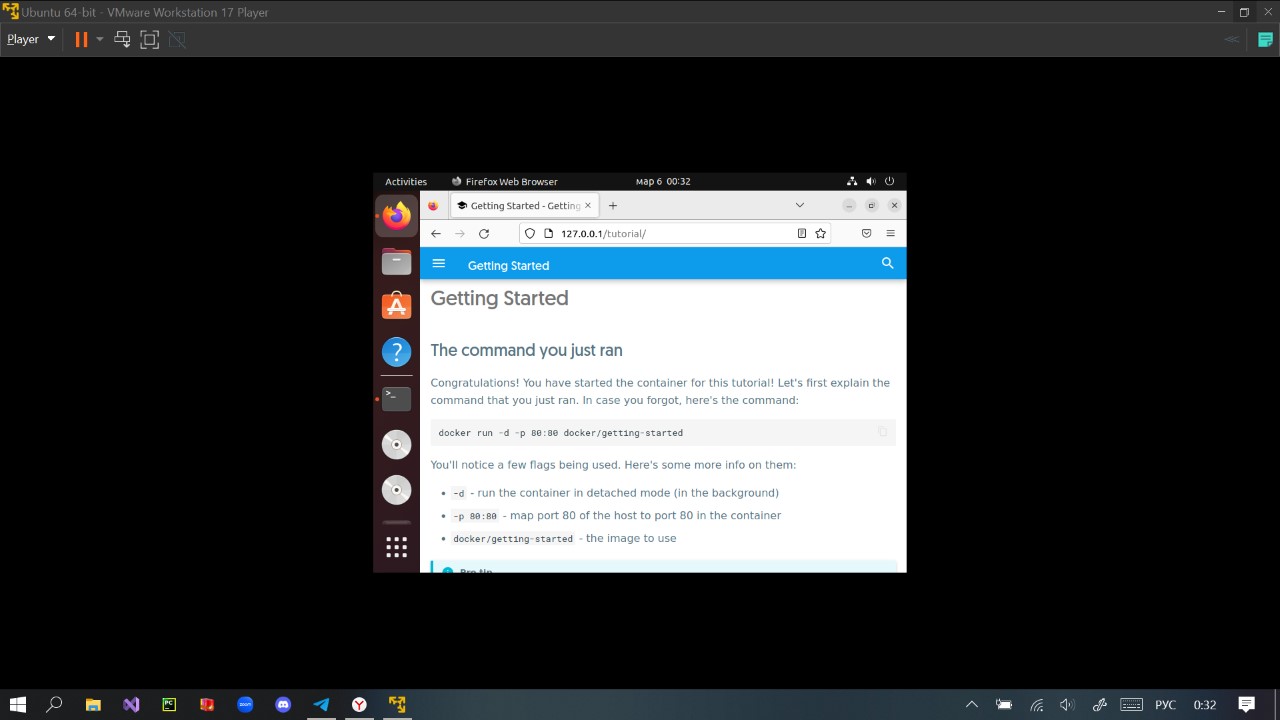 Ubuntu 64-bit - VMware Workstation 17 Player
Player
Activities
Firefox Web Browser
мар 6 00:32
Getting Started - Getting
127.0.0.1/tutorial/
Getting Started
Getting Started
The command you just ran
Congratulations! You have started the container for this tutorial! Let's first explain the
command that you just ran. In case you forgot, here's the command:
docker run -d -p 80:80 docker/getting-started
You'll notice a few flags being used. Here's some more info on them:
-d - run the container in detached mode (in the background)
-p 80:80 - map port 80 of the host to port 80 in the container
docker/getting-started - the image to use
Pro tip
PC
zoom
РУС
0:32